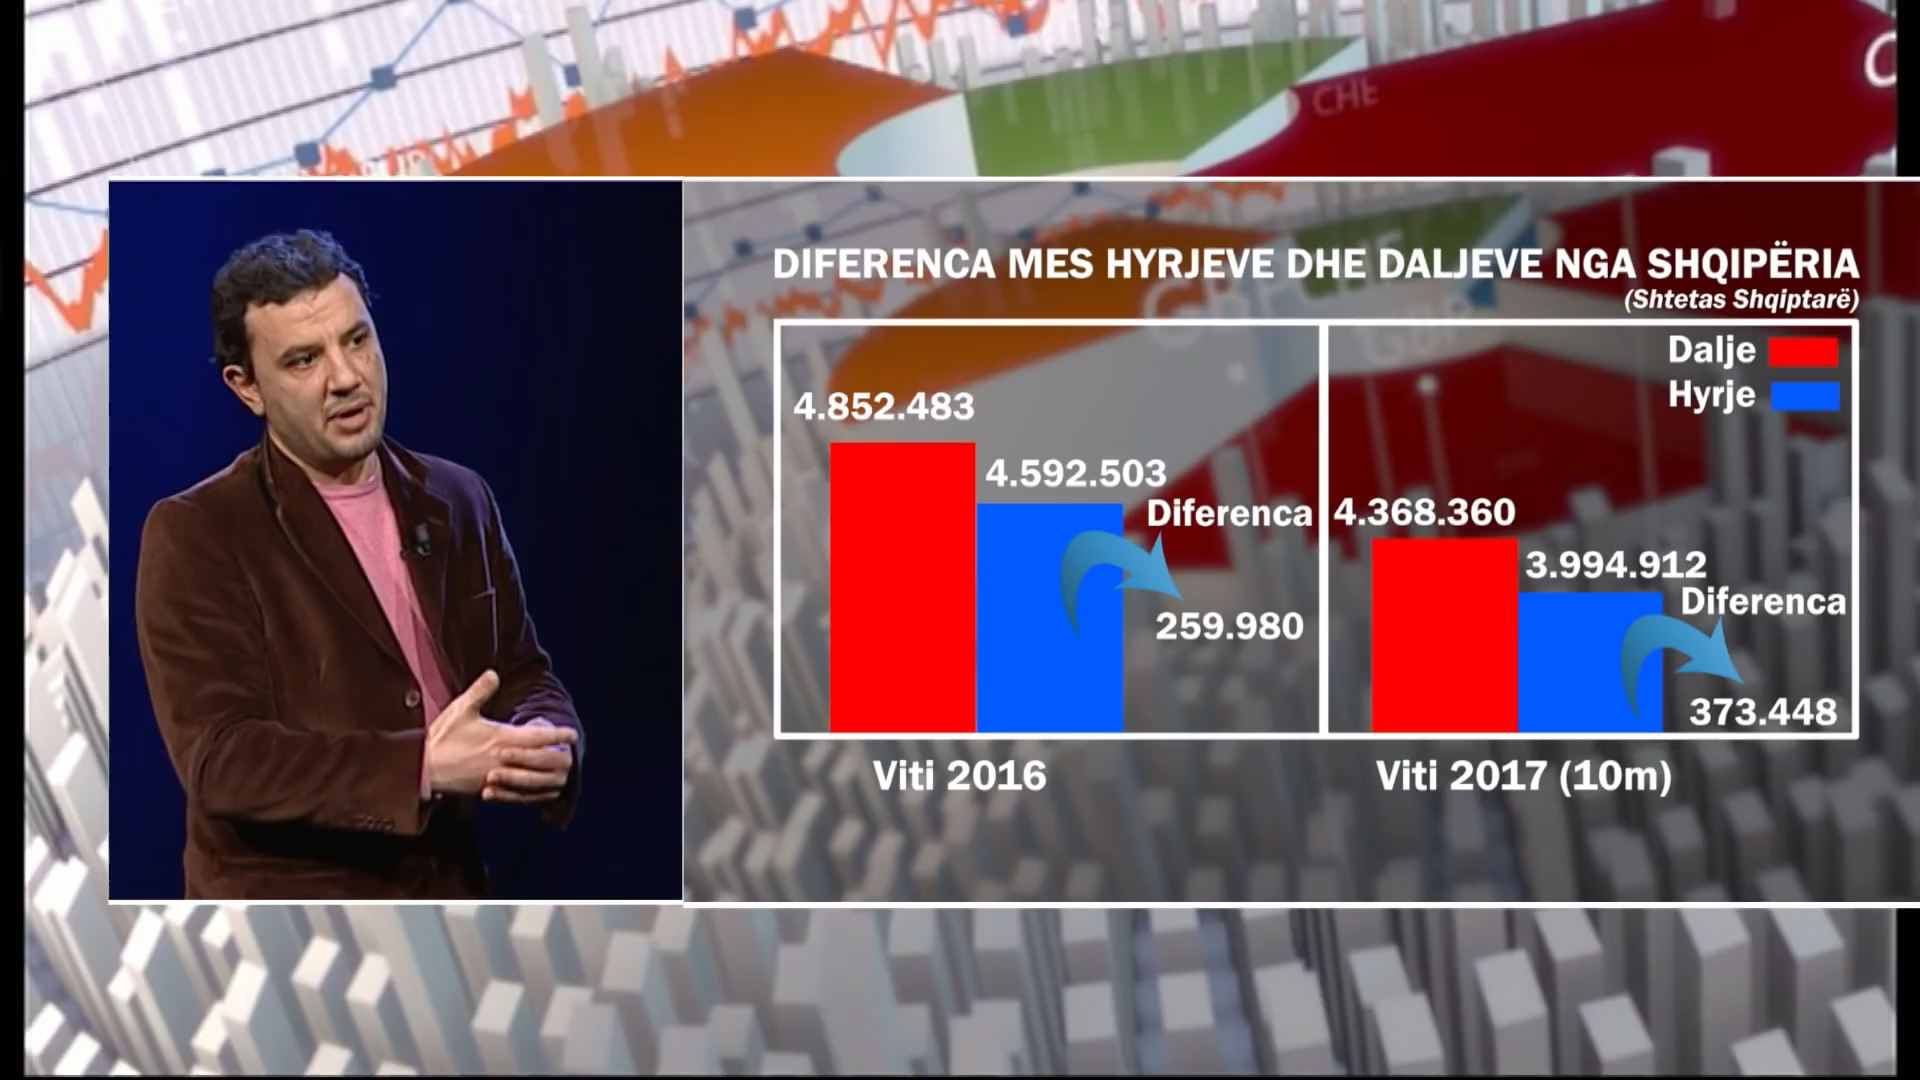 CHE
DIFERENCA MES HYRJEVE DHE DALJEVE NGA SHQIPËRIA
(Shtetas Shqiptarë)
Dalje
Hyrje
4.852.483
4.592.503
Diferenca
259.980
4.368.360
3.994.912
Diferenca
373.448
Viti 2016
Viti 2017 (10m)